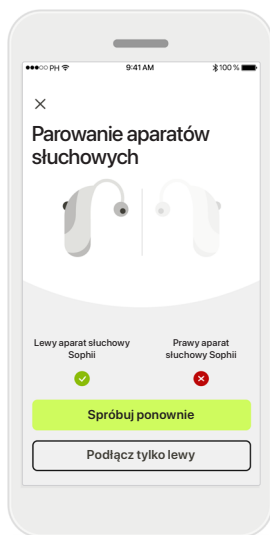 PH 9:41 AM 100 %
Parowanie aparatów
słuchowych
Lewy aparat słuchowy
Sophii
Prawy aparat
słuchowy Sophii
Spróbuj ponownie
Podłącz tylko lewy